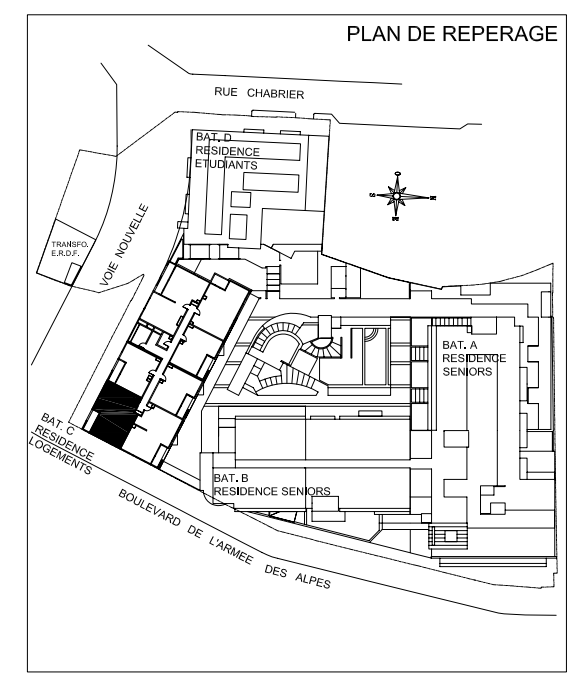 PLAN DE REPERAGE
RUE CHABRIER
BAT. D
RESIDENCE
ETUDIANTS
TRANSFO.
E.R.D.F.
VOIE NOUVELLE
BAT. A
RESIDENCE
SENIORS
BAT. C
RESIDENCE
LOGEMENTS
BAT. B
RESIDENCE SENIORS
BOULEVARD DE L'ARMEE DES ALPES